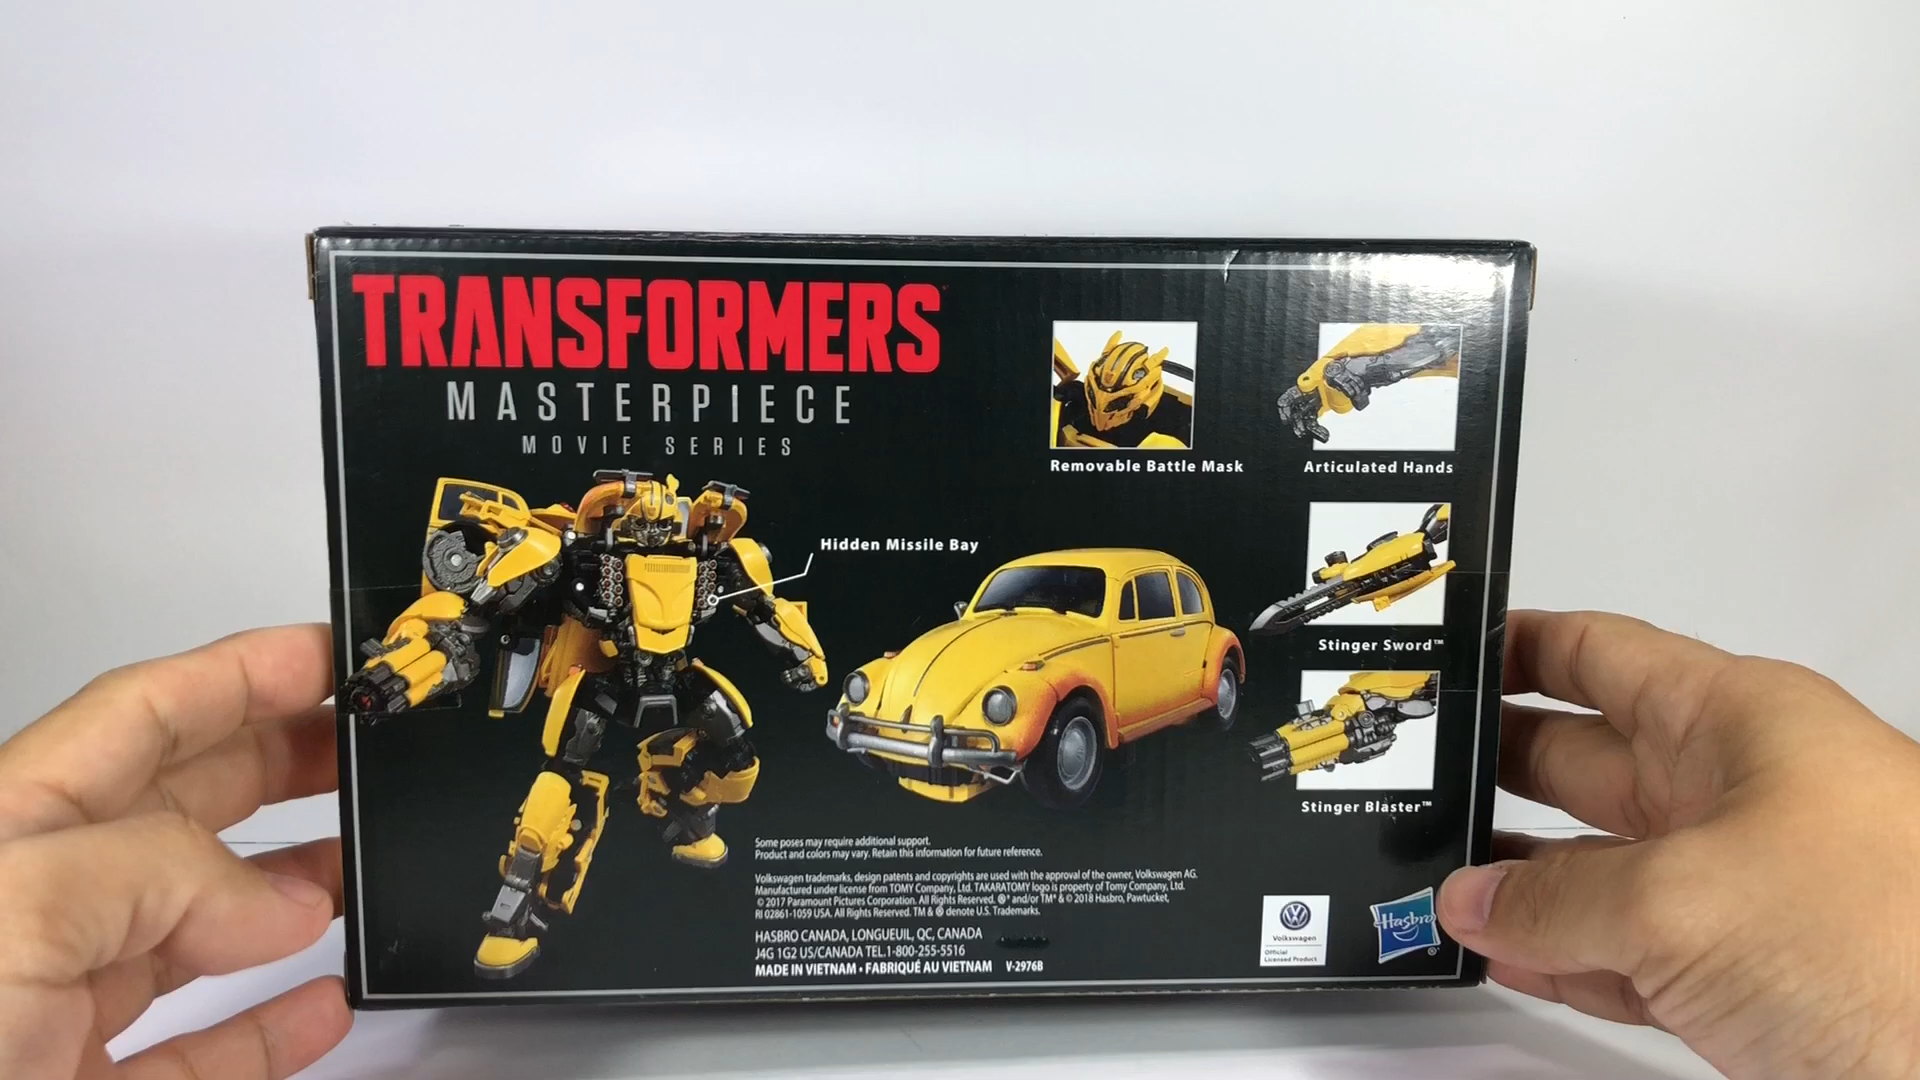 TRANSFORMERS
MASTERPIECE
MOVIE SERIES
Removable Battle Mask
Articulated Hands
Hidden Missile Bay
Stinger Sword™
Stinger Blaster™
Some poses may require additional support.
Product and colors may vary. Retain this information for future reference.
Volkswagen trademarks, design patents and copyrights are used with the approval of the owner, Volkswagen AG.
Manufactured under license from TOMY Company, Ltd. TAKARATOMY logo is property of Tomy Company, Ltd.
© 2017 Paramount Pictures Corporation. All Rights Reserved. ®* and/or TM* & © 2018 Hasbro, Pawtucket,
RI 02861-1059 USA. All Rights Reserved. TM & ® denote U.S. Trademarks.
HASBRO CANADA, LONGUEUIL, QC, CANADA
J4G 1G2 US/CANADA TEL.1-800-255-5516
MADE IN VIETNAM • FABRIQUÉ AU VIETNAM V-2976B
Volkswagen
Official
Licensed Product
Hasbro®